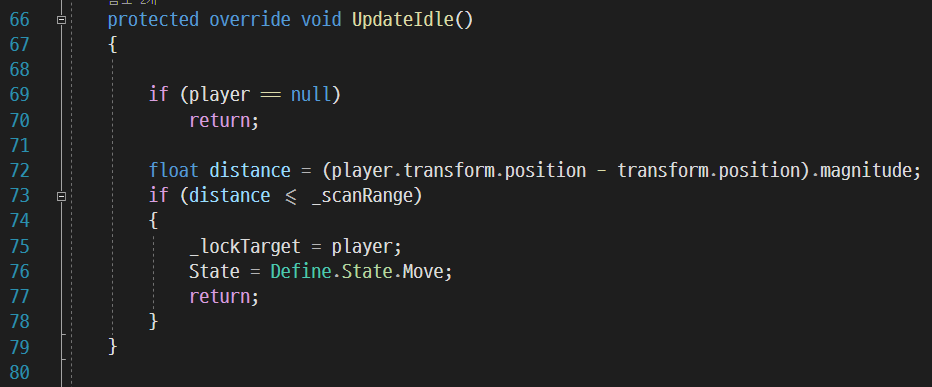 66 protected override void UpdateIdle()
67 {
68
69 if (player == null)
70 return;
71
72 float distance = (player.transform.position - transform.position).magnitude;
73 if (distance <= _scanRange)
74 {
75 _lockTarget = player;
76 State = Define.State.Move;
77 return;
78 }
79 }
80